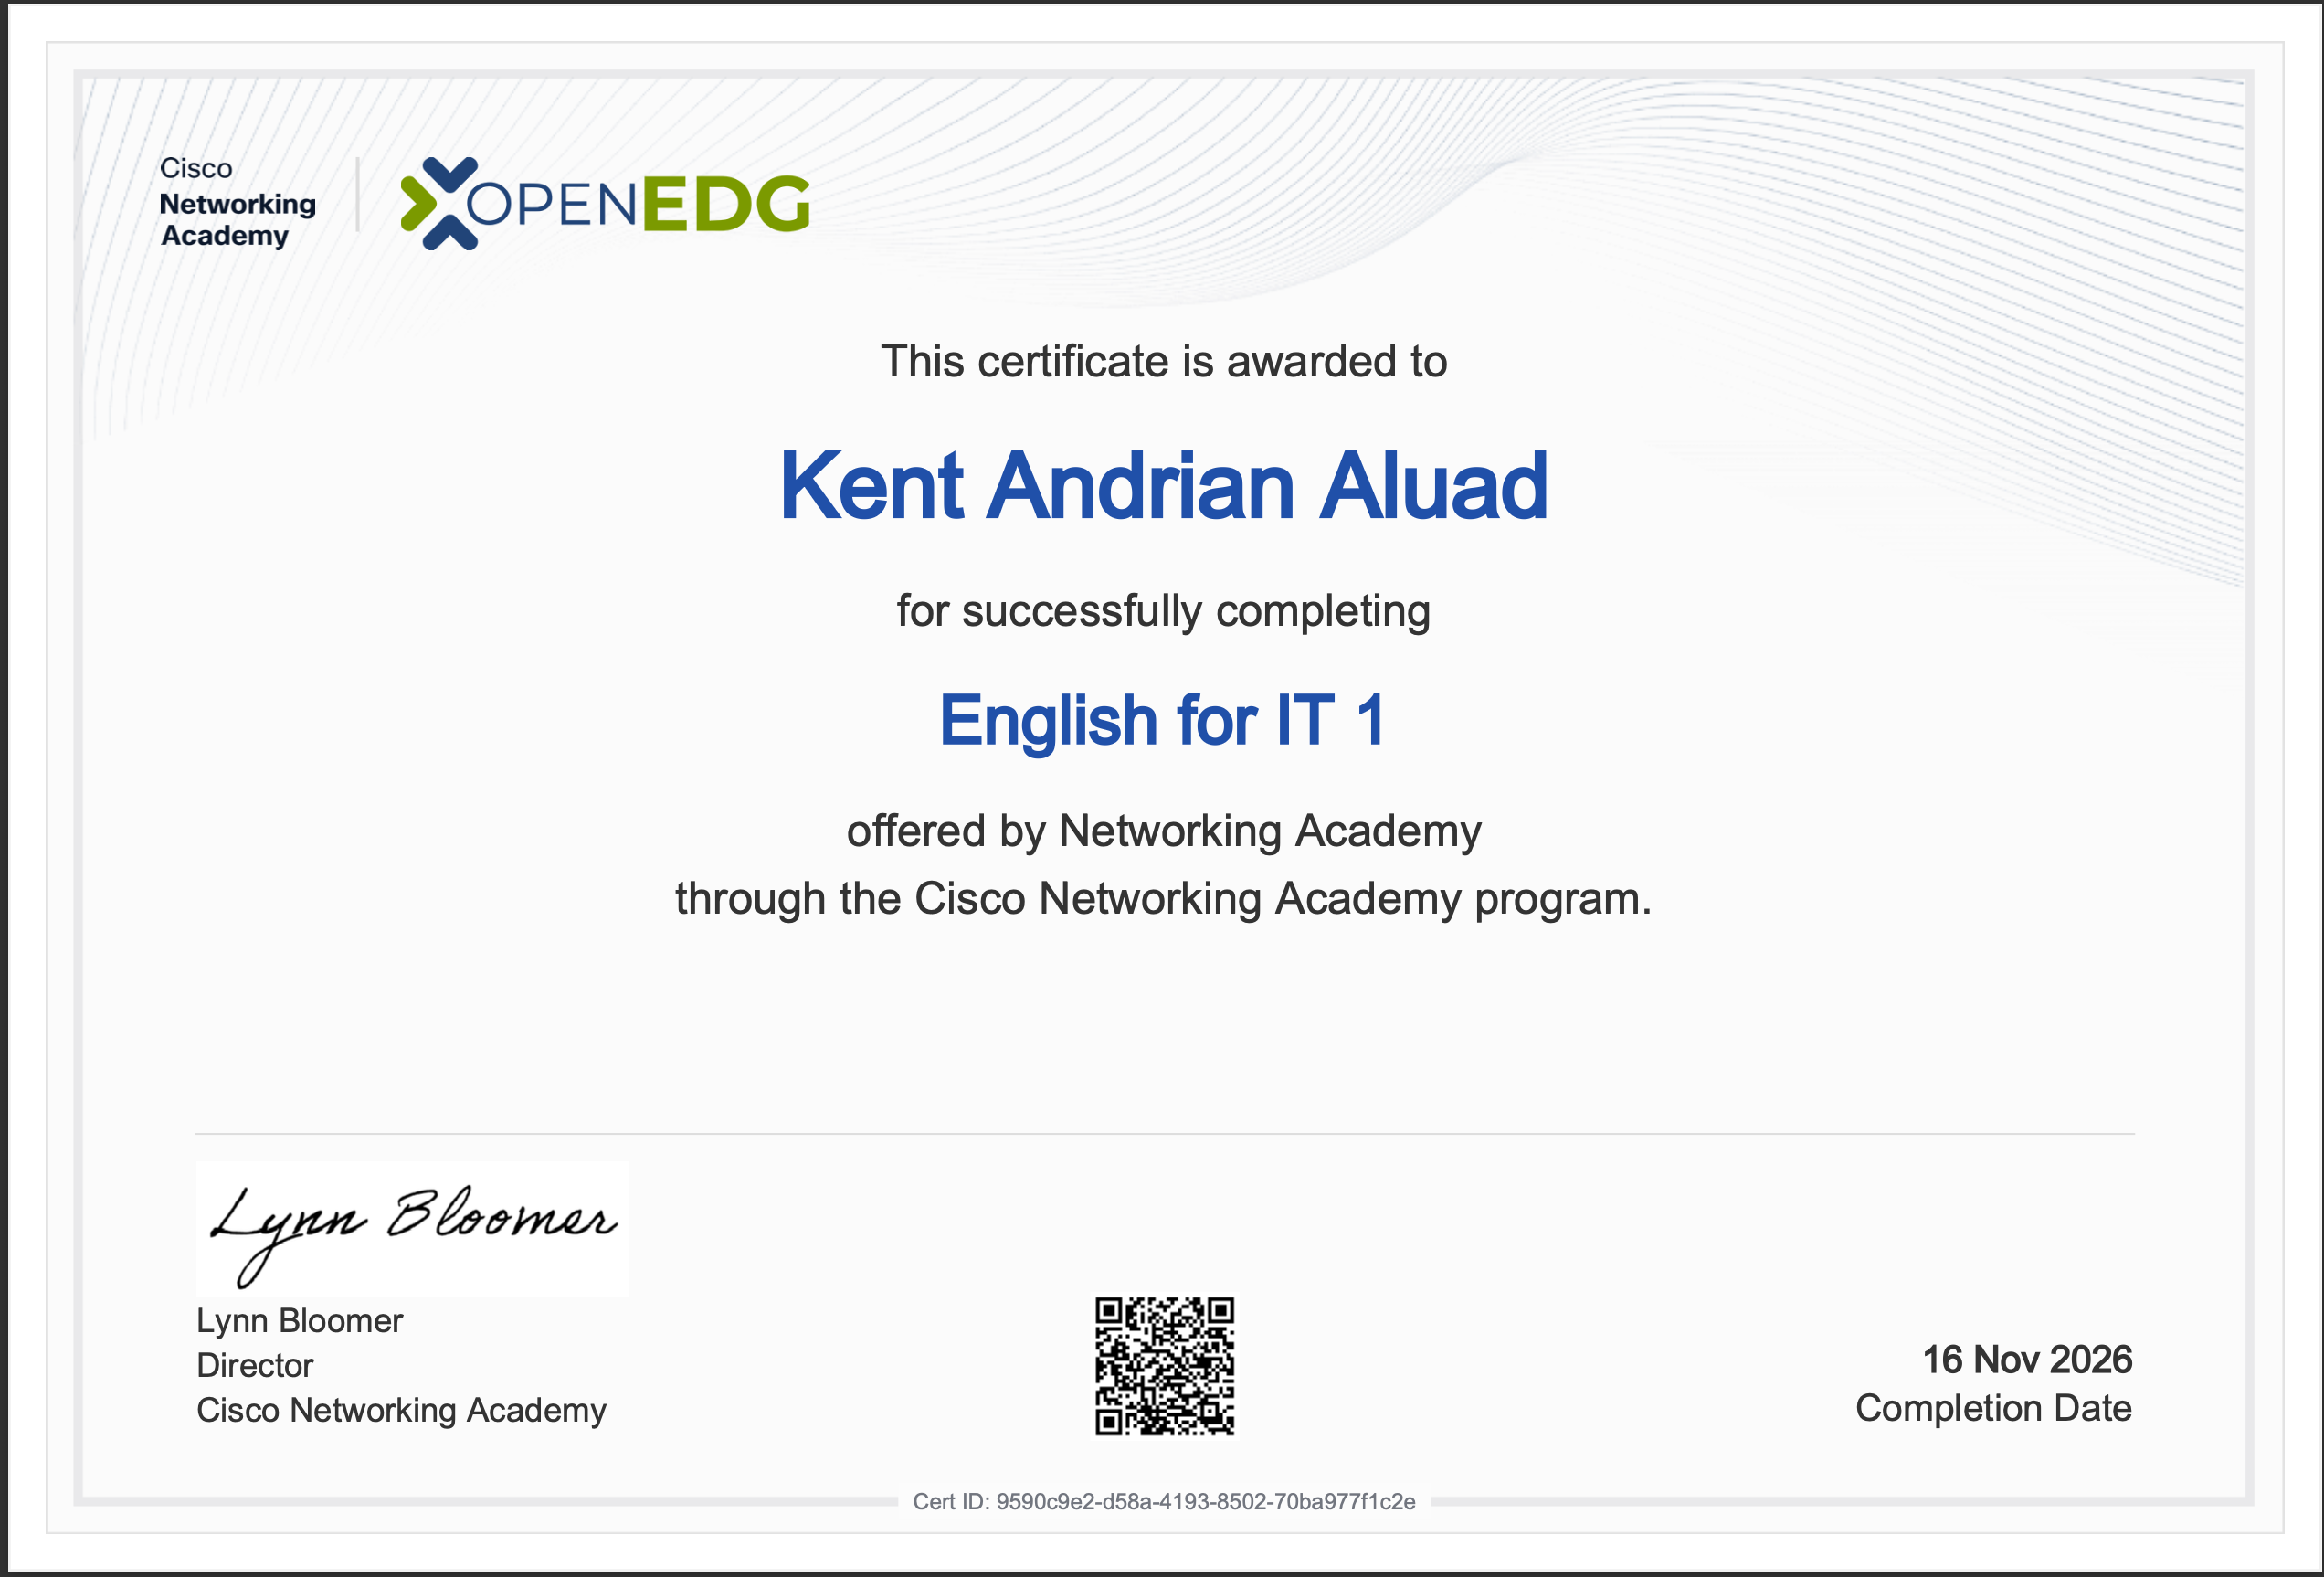 Cisco
Networking
Academy
OPENEDG
This certificate is awarded to
Kent Andrian Aluad
for successfully completing
English for IT 1
offered by Networking Academy
through the Cisco Networking Academy program.
Lynn Bloomer
Lynn Bloomer
Director
Cisco Networking Academy
16 Nov 2026
Completion Date
Cert ID: 9590c9e2-d58a-4193-8502-70ba977f1c2e